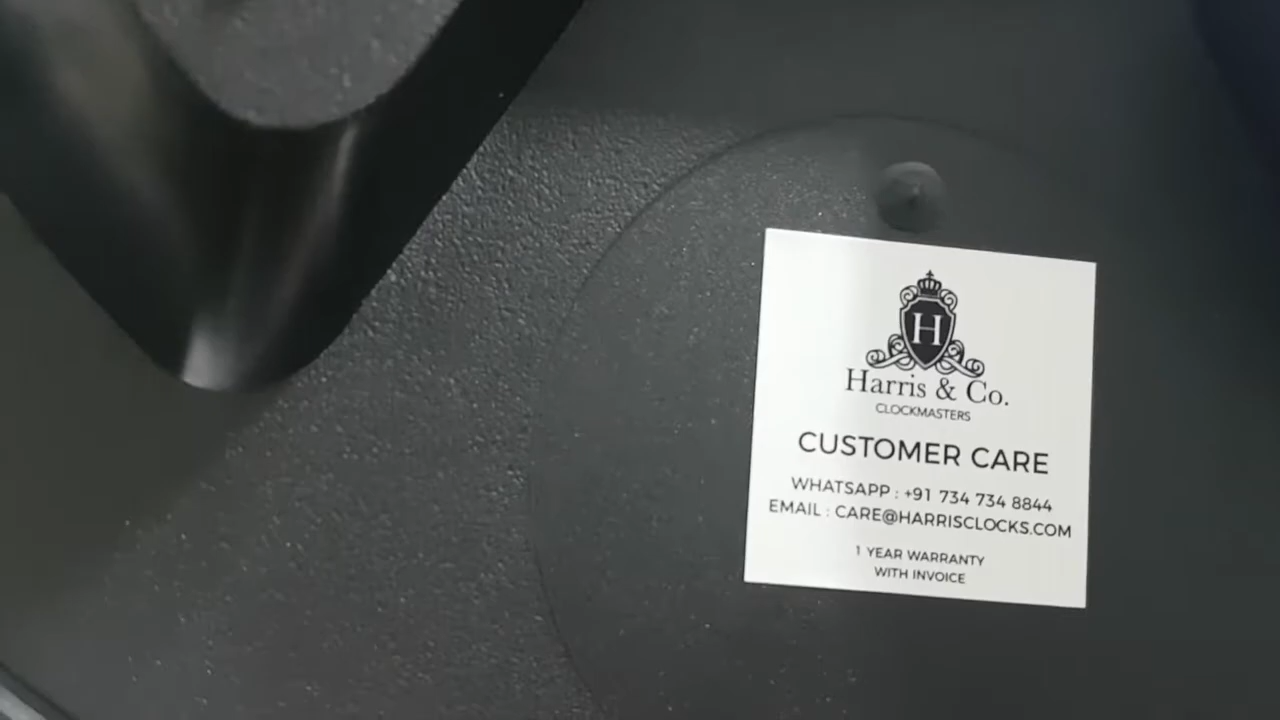 H
Harris & Co.
CLOCKMASTERS
CUSTOMER CARE
WHATSAPP : +91 734 734 8844
EMAIL : CARE@HARRISCLOCKS.COM
1 YEAR WARRANTY
WITH INVOICE